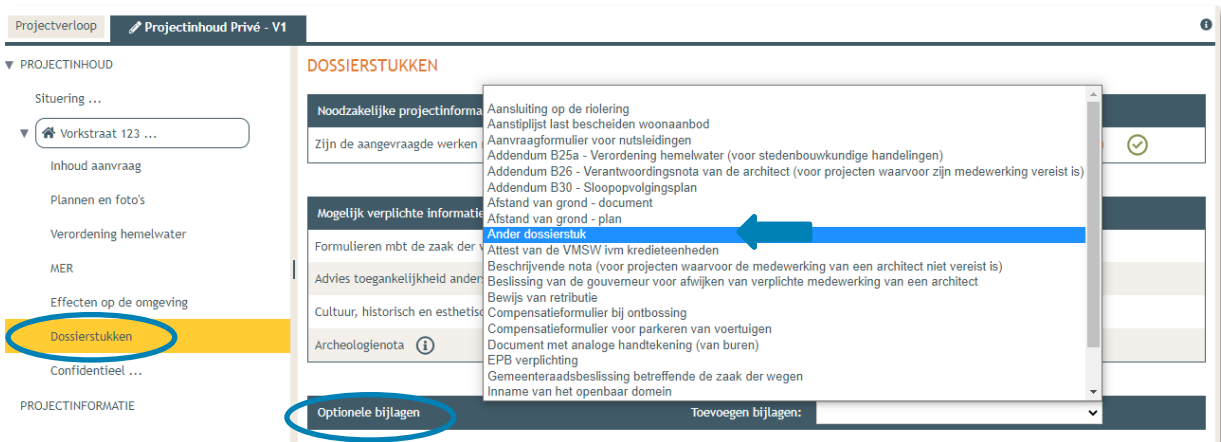 Projectverloop
Projectinhoud Privé - V1
PROJECTINHOUD
Situering ...
Vorkstraat 123 ...
Inhoud aanvraag
Plannen en foto's
Verordening hemelwater
MER
Effecten op de omgeving
Dossierstukken
Confidentieel ...
PROJECTINFORMATIE
DOSSIERSTUKKEN
Noodzakelijke projectinforma
Zijn de aangevraagde werken
Mogelijk verplichte informatie
Formulieren mbt de zaak der
Advies toegankelijkheid anders
Cultuur, historisch en esthetisc
Archeologienota
Aansluiting op de riolering
Aanstiplijst last bescheiden woonaanbod
Aanvraagformulier voor nutsleidingen
Addendum B25a - Verordening hemelwater (voor stedenbouwkundige handelingen)
Addendum B26 - Verantwoordingsnota van de architect (voor projecten waarvoor zijn medewerking vereist is)
Addendum B30 - Sloopopvolgingsplan
Afstand van grond - document
Afstand van grond - plan
Ander dossierstuk
Attest van de VMSW ivm kredieteenheden
Beschrijvende nota (voor projecten waarvoor de medewerking van een architect niet vereist is)
Beslissing van de gouverneur voor afwijken van verplichte medewerking van een architect
Bewijs van retributie
Compensatieformulier bij ontbossing
Compensatieformulier voor parkeren van voertuigen
Document met analoge handtekening (van buren)
EPB verplichting
Gemeenteraadsbeslissing betreffende de zaak der wegen
Inname van het openbaar domein
Optionele bijlagen
Toevoegen bijlagen: